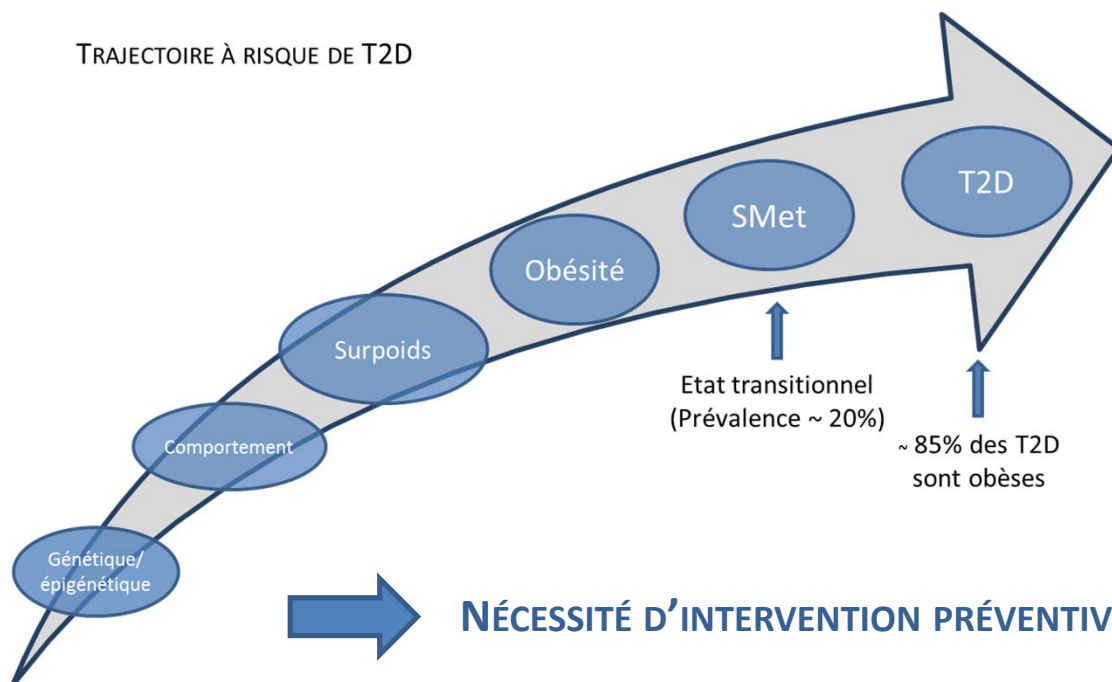 TRAJECTOIRE À RISQUE DE T2D
T2D
SMet
Obésité
Surpoids
Etat transitionnel
(Prévalence ~ 20%)
~ 85% des T2D
sont obèses
Comportement
Génétique/
épigénétique
NÉCESSITÉ D’INTERVENTION PRÉVENTIV